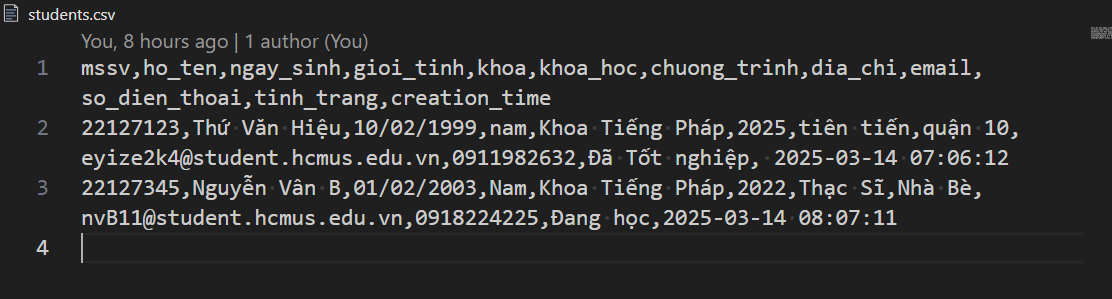 students.csv
You, 8 hours ago | 1 author (You)
1 mssv,ho_ten,ngay_sinh,gioi_tinh,khoa,khoa_hoc,chuong_trinh,dia_chi,email,
so_dien_thoai,tinh_trang,creation_time
2 22127123,Thứ Văn Hiệu,10/02/1999,nam,Khoa Tiếng Pháp,2025,tiên tiến,quận 10,
eyize2k4@student.hcmus.edu.vn,0911982632,Đã Tốt nghiệp, 2025-03-14 07:06:12
3 22127345,Nguyễn Vân B,01/02/2003,Nam,Khoa Tiếng Pháp,2022,Thạc Sĩ,Nhà Bè,
nvB11@student.hcmus.edu.vn,0918224225,Đang học,2025-03-14 08:07:11
4